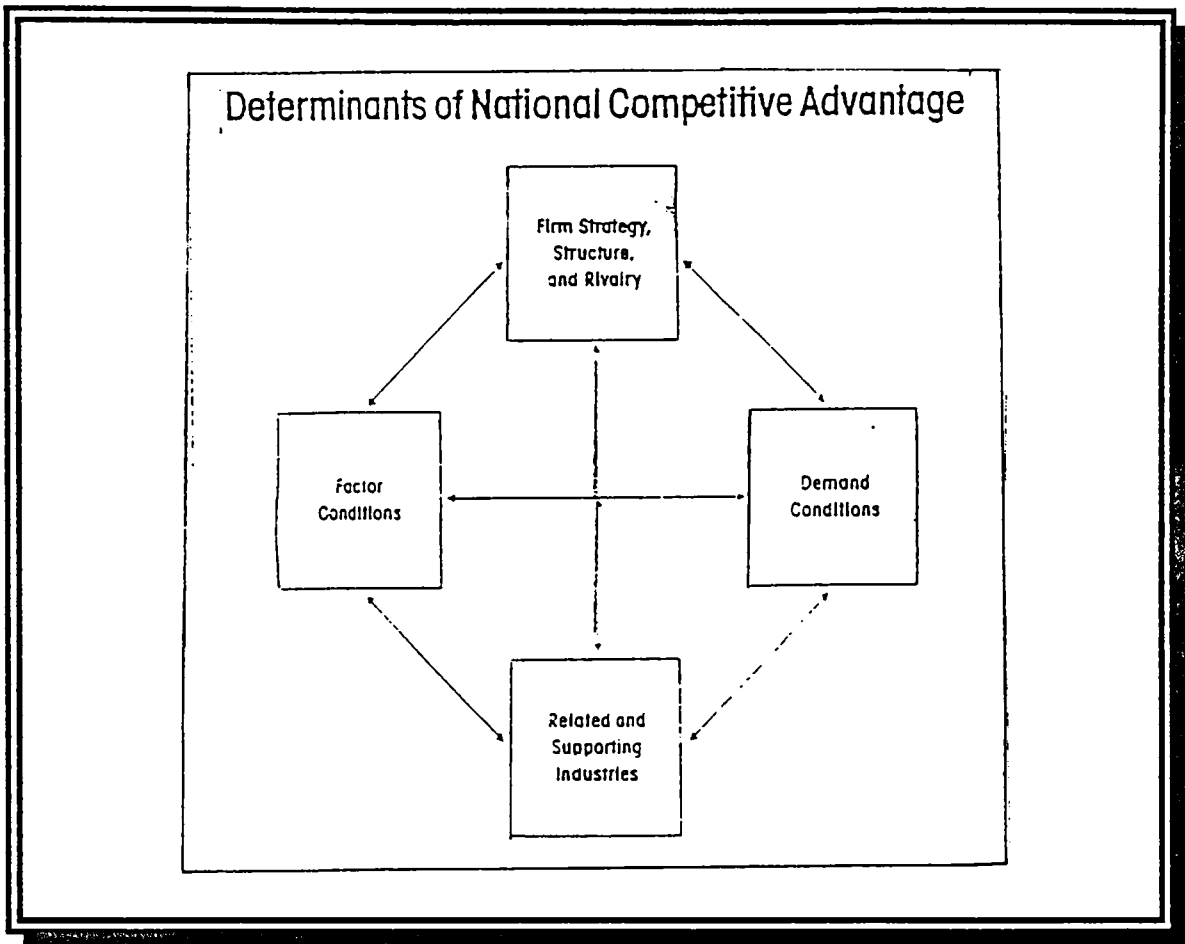 Determinants of National Competitive Advantage
Firm Strategy,
Structure,
and Rivalry
Factor
Conditions
Demand
Conditions
Related and
Supporting
Industries